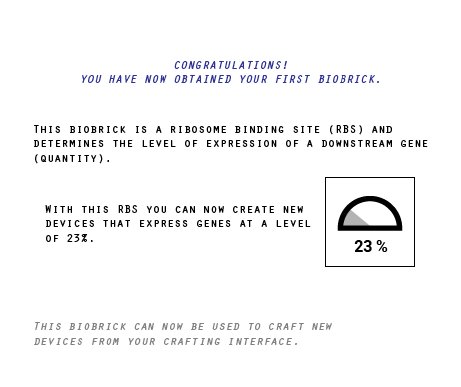 CONGRATULATIONS!
YOU HAVE NOW OBTAINED YOUR FIRST BIOBRICK.
THIS BIOBRICK IS A RIBOSOME BINDING SITE (RBS) AND
DETERMINES THE LEVEL OF EXPRESSION OF A DOWNSTREAM GENE
(QUANTITY).
WITH THIS RBS YOU CAN NOW CREATE NEW
DEVICES THAT EXPRESS GENES AT A LEVEL
OF 23%.
23 %
THIS BIOBRICK CAN NOW BE USED TO CRAFT NEW
DEVICES FROM YOUR CRAFTING INTERFACE.